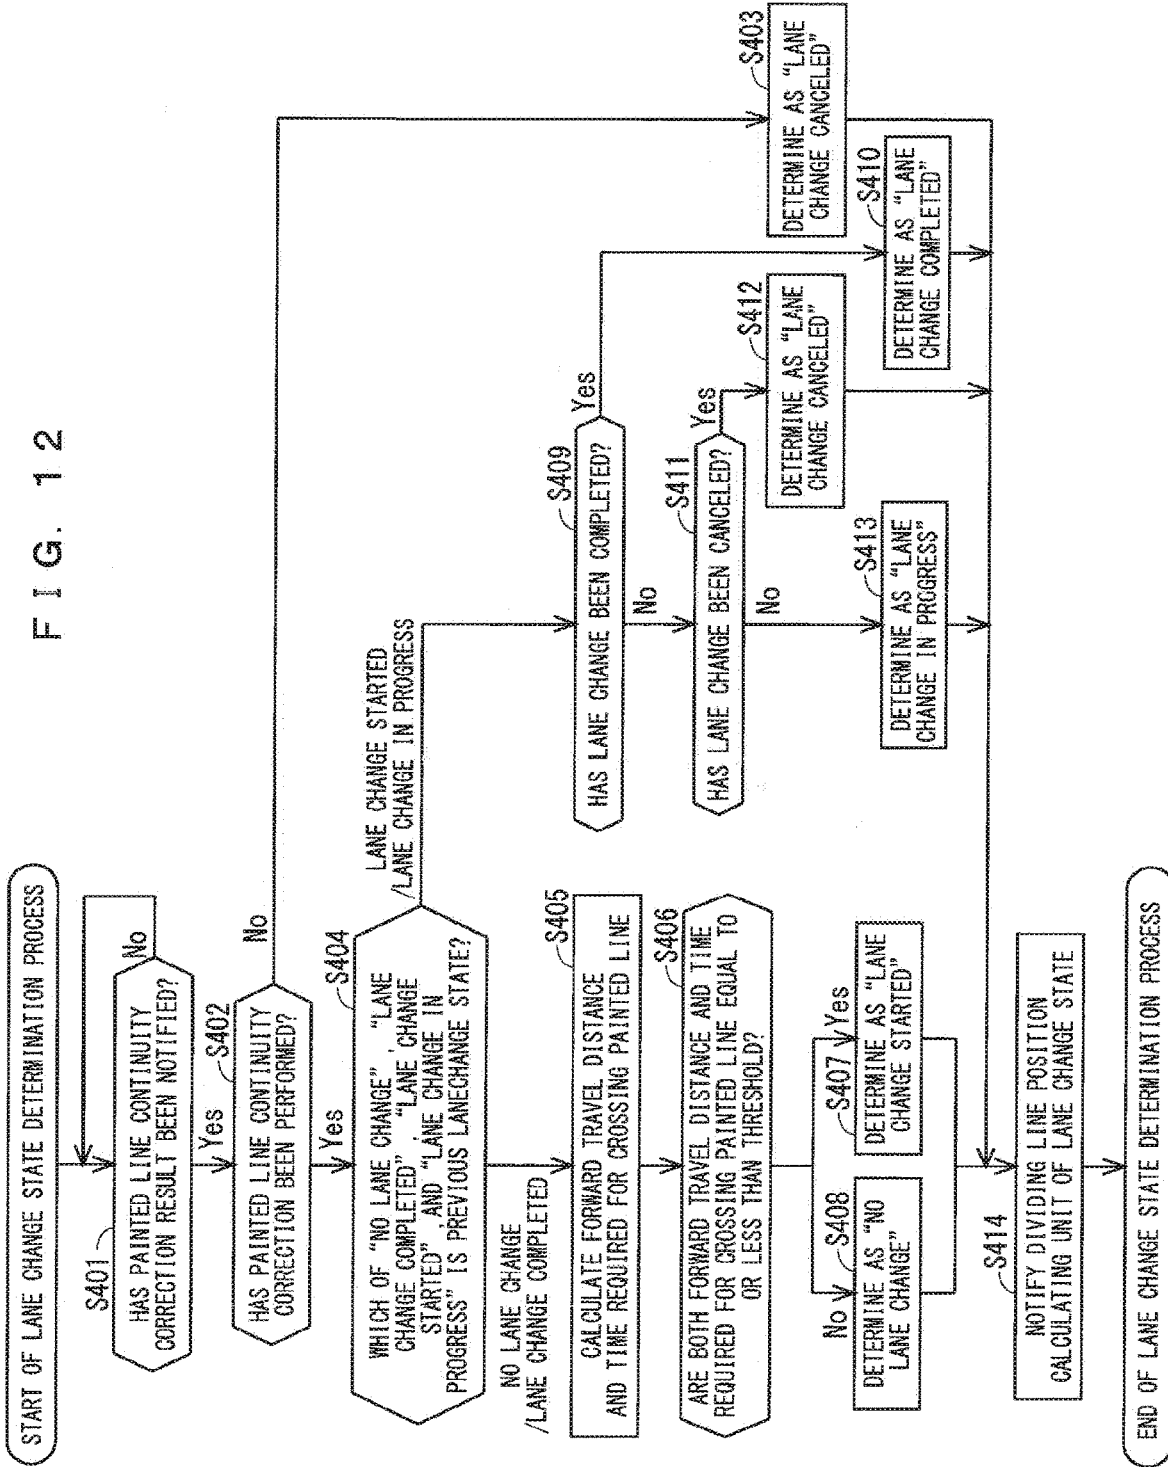 FIG. 12
START OF LANE CHANGE STATE DETERMINATION PROCESS
S401
HAS PAINTED LINE CONTINUITY
CORRECTION RESULT BEEN NOTIFIED?
No
Yes
S402
HAS PAINTED LINE CONTINUITY
CORRECTION BEEN PERFORMED?
No
Yes
S403
DETERMINE AS "LANE
CHANGE CANCELED"
S404
WHICH OF "NO LANE CHANGE", "LANE
CHANGE COMPLETED", "LANE CHANGE
STARTED", AND "LANE CHANGE IN
PROGRESS" IS PREVIOUS LANECHANGE STATE?
LANE CHANGE STARTED
/LANE CHANGE IN PROGRESS
NO LANE CHANGE
/LANE CHANGE COMPLETED
S405
CALCULATE FORWARD TRAVEL DISTANCE
AND TIME REQUIRED FOR CROSSING PAINTED LINE
S406
ARE BOTH FORWARD TRAVEL DISTANCE AND TIME
REQUIRED FOR CROSSING PAINTED LINE EQUAL TO
OR LESS THAN THRESHOLD?
No
Yes
S408
DETERMINE AS "NO
LANE CHANGE"
S407
DETERMINE AS "LANE
CHANGE STARTED"
S409
HAS LANE CHANGE BEEN COMPLETED?
Yes
No
S410
DETERMINE AS "LANE
CHANGE COMPLETED"
S411
HAS LANE CHANGE BEEN CANCELED?
Yes
No
S412
DETERMINE AS "LANE
CHANGE CANCELED"
S413
DETERMINE AS "LANE
CHANGE IN PROGRESS"
S414
NOTIFY DIVIDING LINE POSITION
CALCULATING UNIT OF LANE CHANGE STATE
END OF LANE CHANGE STATE DETERMINATION PROCESS